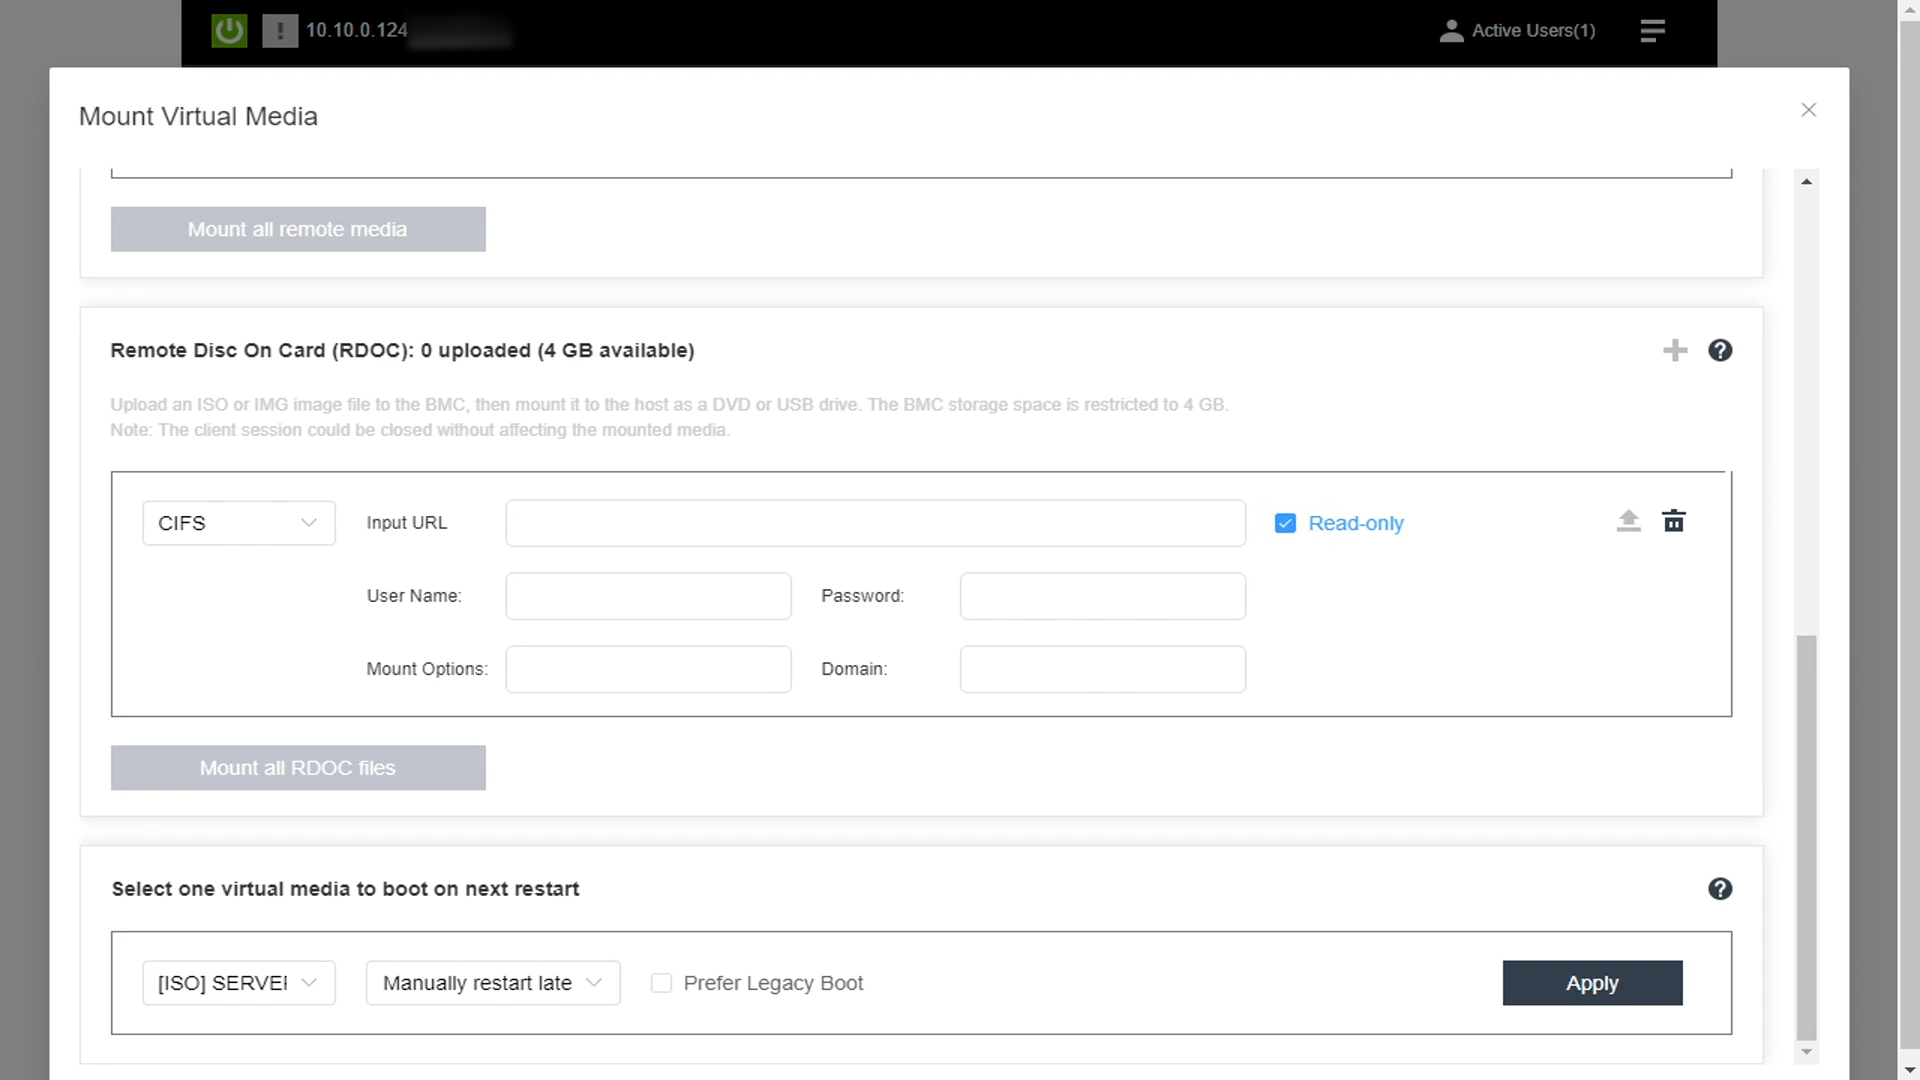 10.10.0.124
Active Users(1)
Mount Virtual Media
Mount all remote media
Remote Disc On Card (RDOC): 0 uploaded (4 GB available)
Upload an ISO or IMG image file to the BMC, then mount it to the host as a DVD or USB drive. The BMC storage space is restricted to 4 GB.
Note: The client session could be closed without affecting the mounted media.
CIFS
Input URL
Read-only
User Name:
Password:
Mount Options:
Domain:
Mount all RDOC files
Select one virtual media to boot on next restart
[ISO] SERVER
Manually restart late
Prefer Legacy Boot
Apply